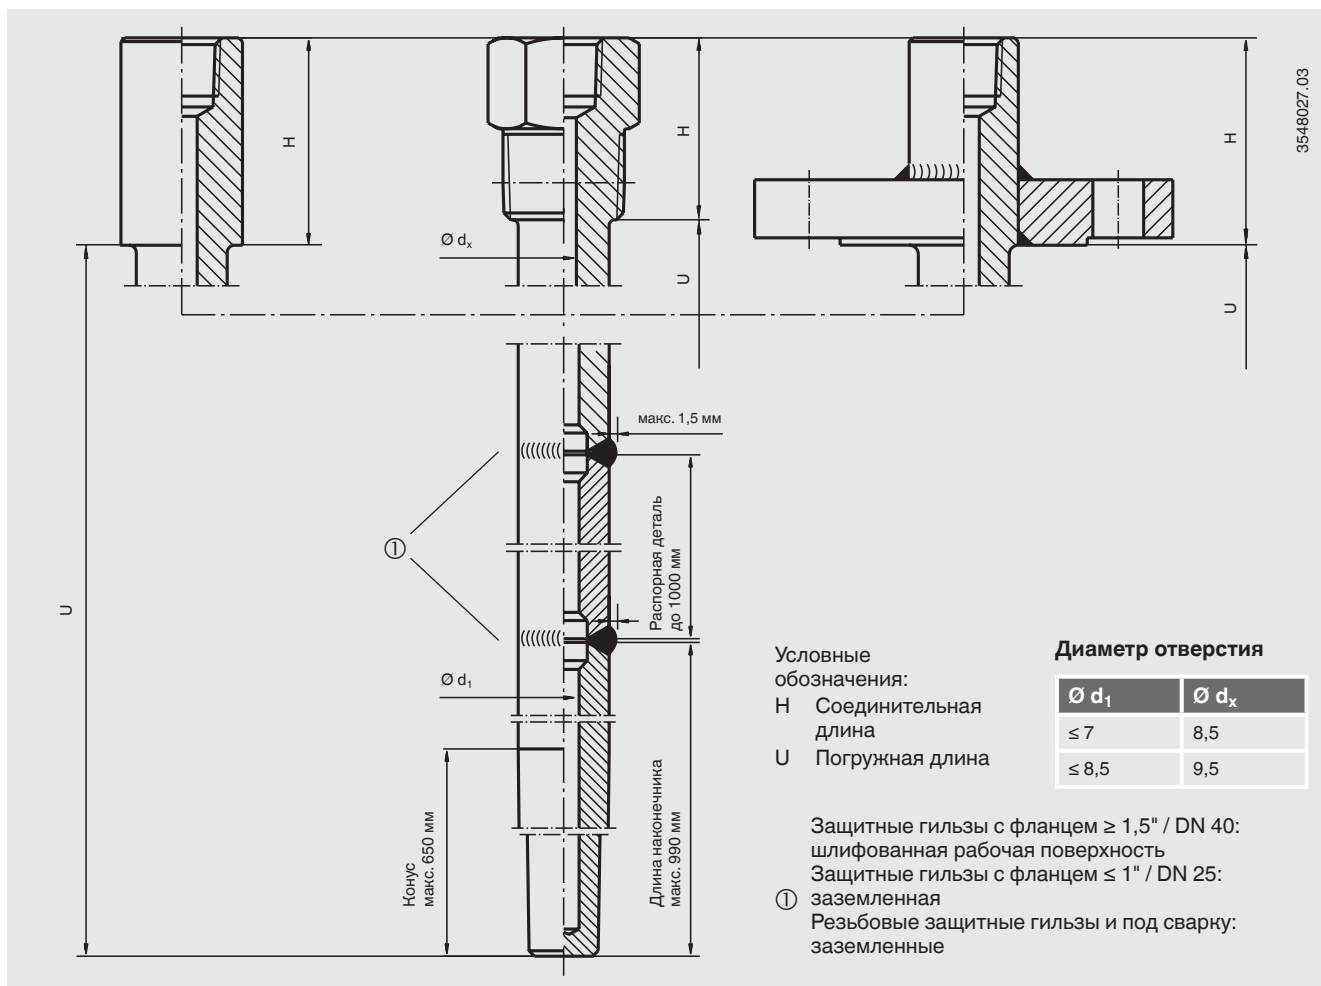 H
H
H
3548027.03
Ø dx
U
U
макс. 1,5 мм
①
Распорная деталь
до 1000 мм
U
Ø d1
Конус
макс. 650 мм
Длина наконечника
макс. 990 мм
Условные
обозначения:
H Соединительная
длина
U Погружная длина
Диаметр отверстия
Ø d1 Ø dx
≤ 7 8,5
≤ 8,5 9,5
Защитные гильзы с фланцем ≥ 1,5" / DN 40:
шлифованная рабочая поверхность
Защитные гильзы с фланцем ≤ 1" / DN 25:
① заземленная
Резьбовые защитные гильзы и под сварку:
заземленные